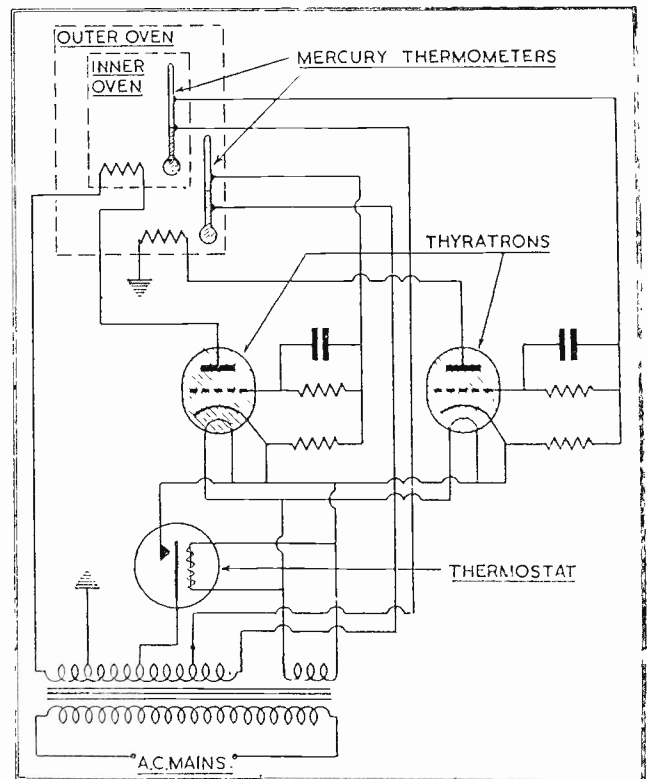 OUTER OVEN
INNER
OVEN
MERCURY THERMOMETERS
THYRATRONS
THERMOSTAT
A.C. MAINS.